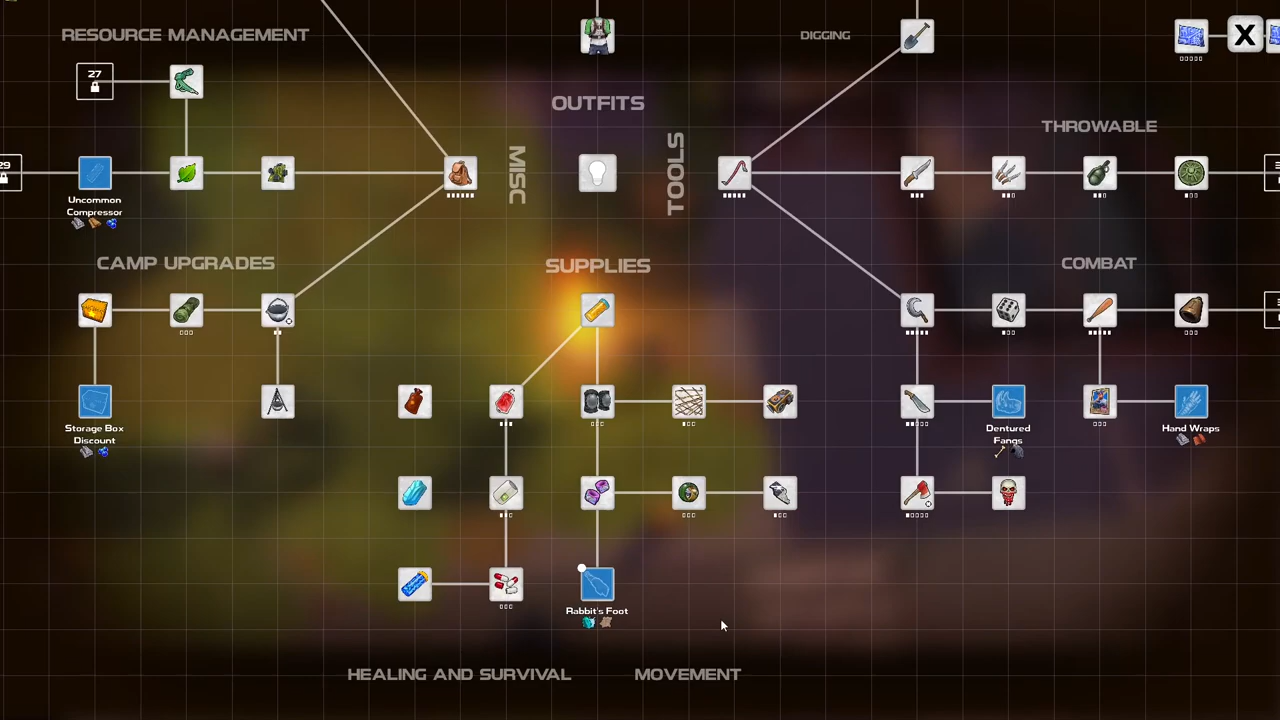 RESOURCE MANAGEMENT
DIGGING
X
27
OUTFITS
THROWABLE
MISC
TOOLS
29
Uncommon
Compressor
CAMP UPGRADES
SUPPLIES
COMBAT
Storage Box
Discount
Dentured
Fangs
Hand Wraps
Rabbit's Foot
HEALING AND SURVIVAL
MOVEMENT